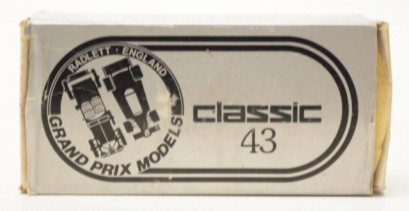 RADLETT · ENGLAND
GRAND PRIX MODELS
classic
43